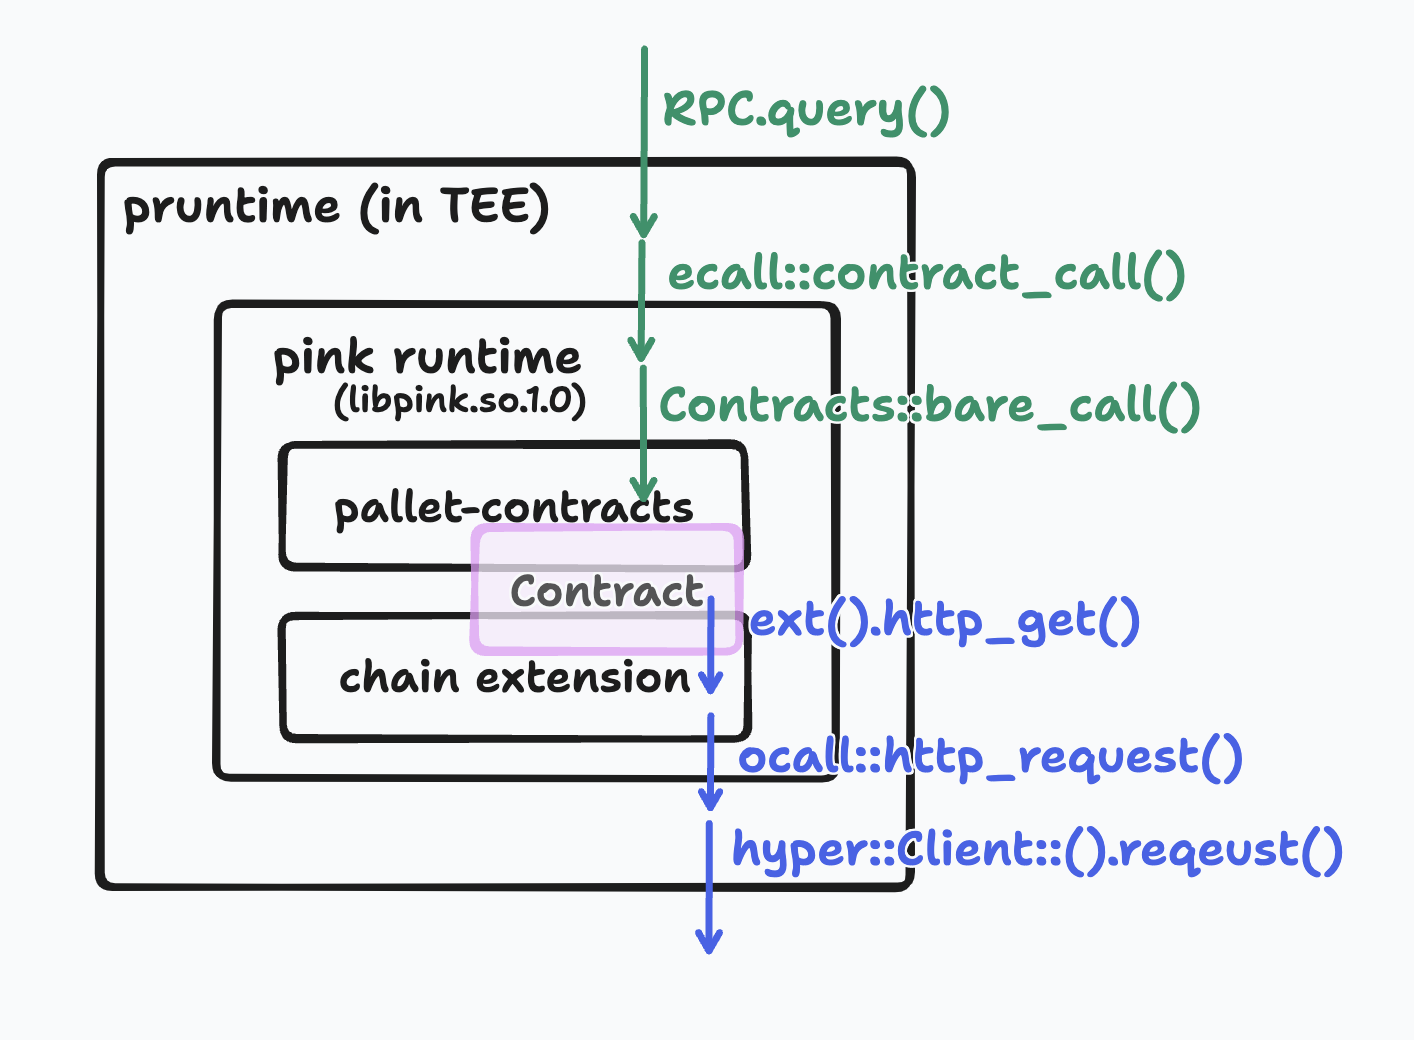 RPC.query()
pruntime (in TEE)
ecall::contract_call()
pink runtime
(libpink.so.1.0)
Contracts::bare_call()
pallet-contracts
Contract
ext().http_get()
chain extension
ocall::http_request()
hyper::Client::().reqeust()